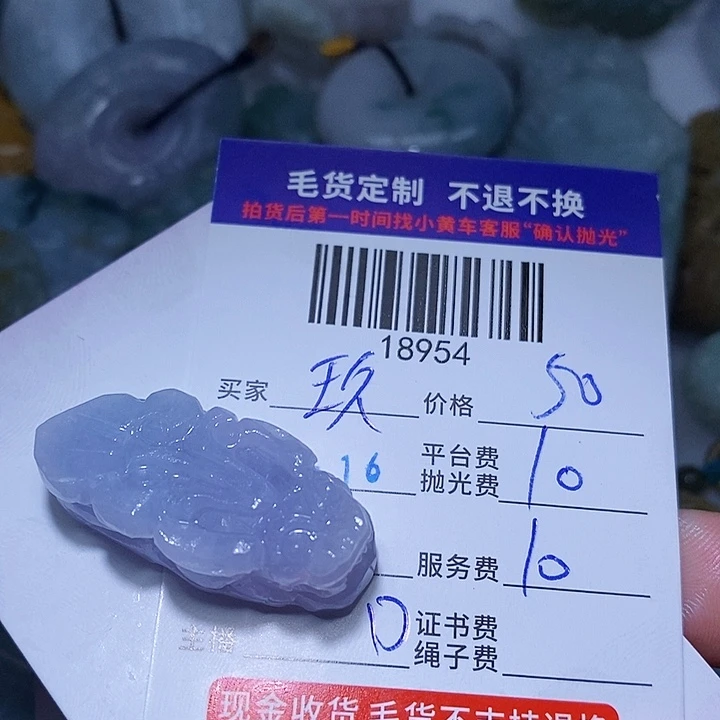 毛货定制 不退不换
拍货后第一时间找小黄车客服“确认抛光”
18954
买家 玖 价格 50
16 平台费 抛光费 10
服务费 10
主播 D 证书费 绳子费
现金收货 毛货不支持退换